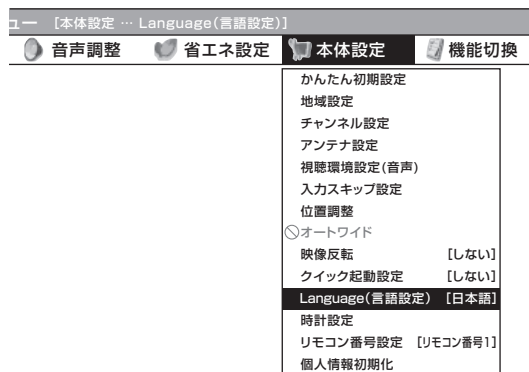 ュー [本体設定 … Language(言語設定)]
音声調整 省エネ設定 本体設定 機能切換
かんたん初期設定
地域設定
チャンネル設定
アンテナ設定
視聴環境設定(音声)
入力スキップ設定
位置調整
オートワイド
映像反転 [しない]
クイック起動設定 [しない]
Language(言語設定) [日本語]
時計設定
リモコン番号設定 [リモコン番号1]
個人情報初期化